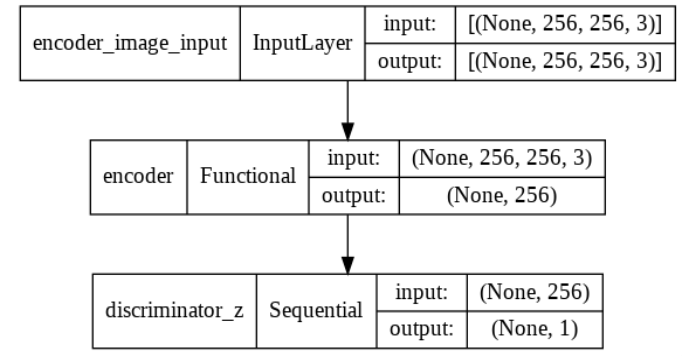 encoder_image_input InputLayer input: [(None, 256, 256, 3)]
output: [(None, 256, 256, 3)]
encoder Functional input: (None, 256, 256, 3)
output: (None, 256)
discriminator_z Sequential input: (None, 256)
output: (None, 1)